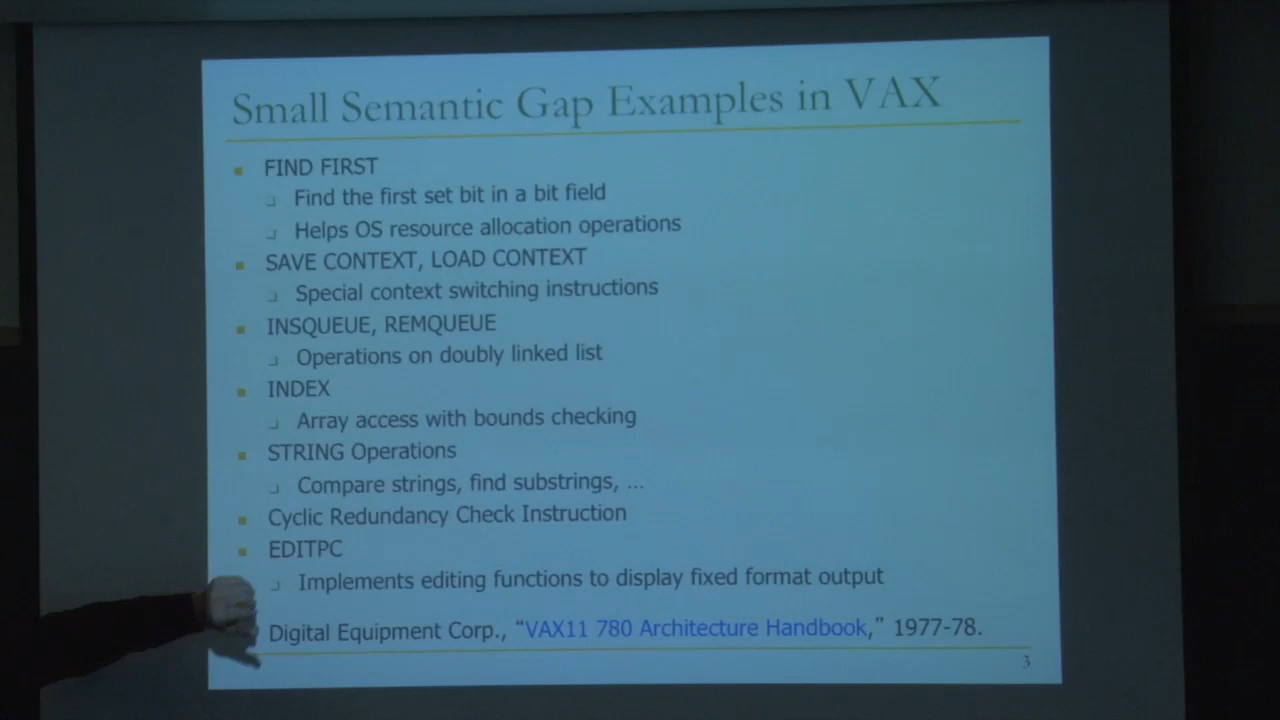 Small Semantic Gap Examples in VAX
FIND FIRST
Find the first set bit in a bit field
Helps OS resource allocation operations
SAVE CONTEXT, LOAD CONTEXT
Special context switching instructions
INSQUEUE, REMQUEUE
Operations on doubly linked list
INDEX
Array access with bounds checking
STRING Operations
Compare strings, find substrings, ...
Cyclic Redundancy Check Instruction
EDITPC
Implements editing functions to display fixed format output
Digital Equipment Corp., “VAX11 780 Architecture Handbook,” 1977-78.
3